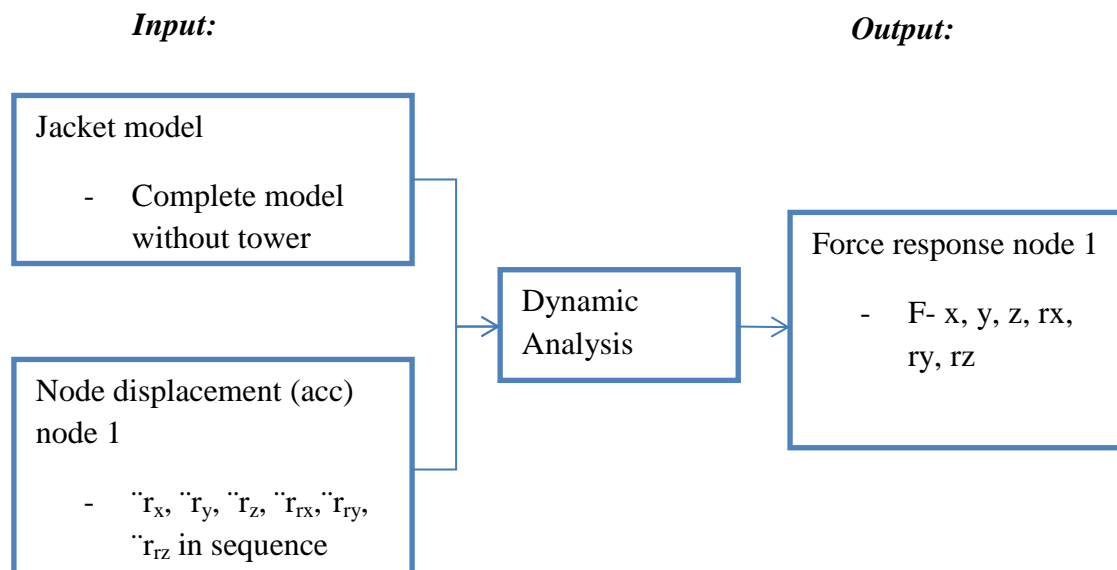 Input:
Output:
Jacket model
- Complete model
without tower
Node displacement (acc)
node 1
- ¨rx, ¨ry, ¨rz, ¨rrx,¨rry,
¨rrz in sequence
Dynamic
Analysis
Force response node 1
- F- x, y, z, rx,
ry, rz